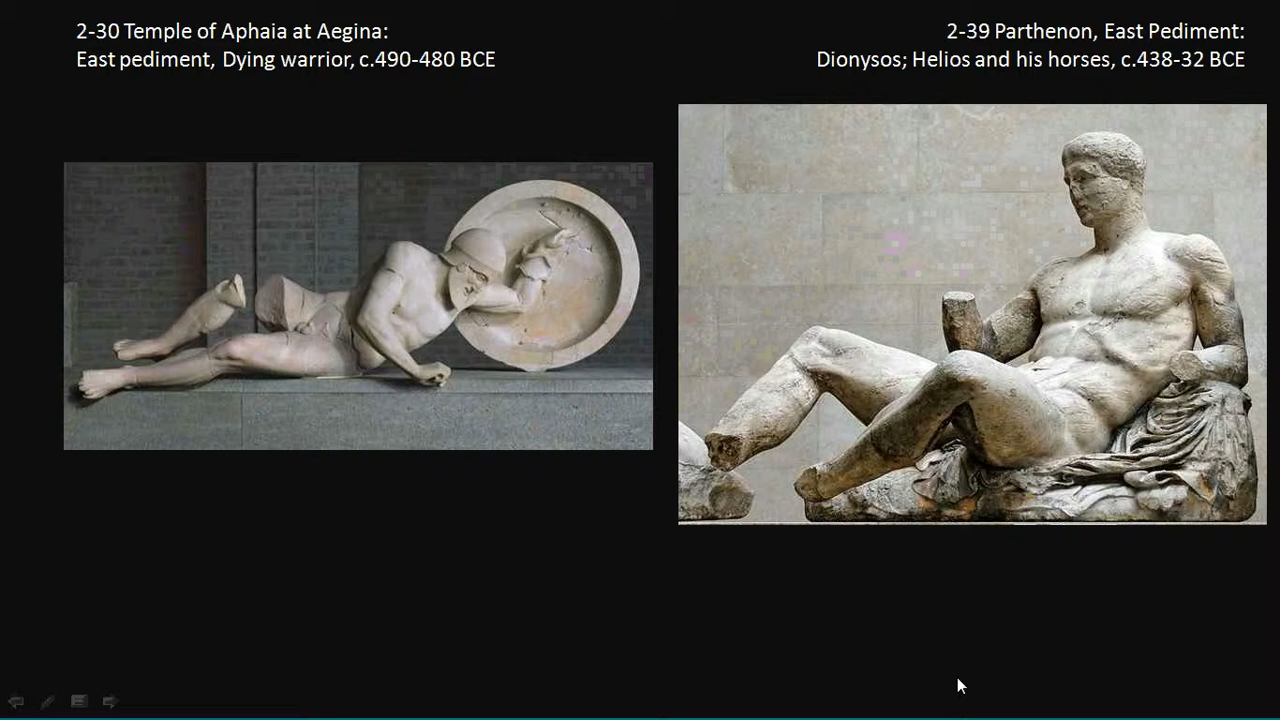 2-30 Temple of Aphaia at Aegina:
East pediment, Dying warrior, c.490-480 BCE
2-39 Parthenon, East Pediment:
Dionysos; Helios and his horses, c.438-32 BCE